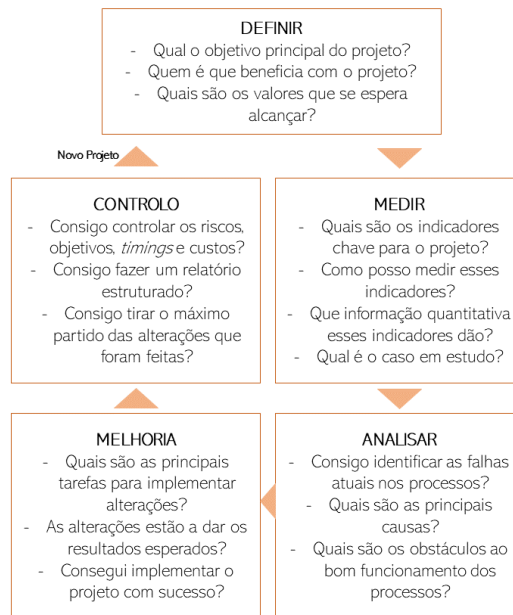 DEFINIR
- Qual o objetivo principal do projeto?
- Quem é que beneficia com o projeto?
- Quais são os valores que se espera
alcançar?
Novo Projeto
CONTROLO
- Consigo controlar os riscos,
objetivos, timings e custos?
- Consigo fazer um relatório
estruturado?
- Consigo tirar o máximo
partido das alterações que
foram feitas?
MEDIR
- Quais são os indicadores
chave para o projeto?
- Como posso medir esses
indicadores?
- Que informação quantitativa
esses indicadores dão?
- Qual é o caso em estudo?
MELHORIA
- Quais são as principais
tarefas para implementar
alterações?
- As alterações estão a dar os
resultados esperados?
- Consegui implementar o
projeto com sucesso?
ANALISAR
- Consigo identificar as falhas
atuais nos processos?
- Quais são as principais
causas?
- Quais são os obstáculos ao
bom funcionamento dos
processos?